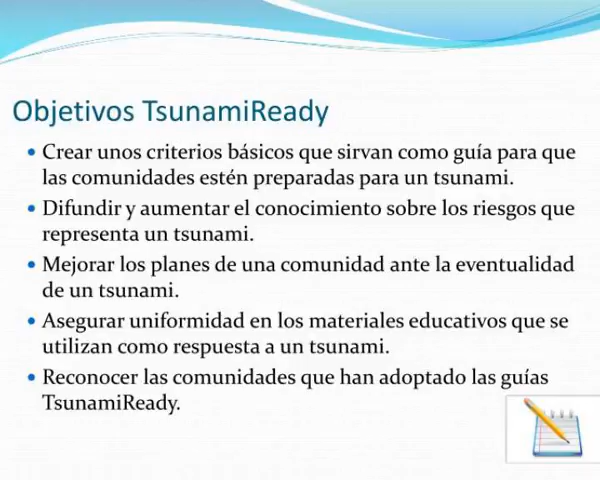 Objetivos TsunamiReady
• Crear unos criterios básicos que sirvan como guía para que
las comunidades estén preparadas para un tsunami.
• Difundir y aumentar el conocimiento sobre los riesgos que
representa un tsunami.
• Mejorar los planes de una comunidad ante la eventualidad
de un tsunami.
• Asegurar uniformidad en los materiales educativos que se
utilizan como respuesta a un tsunami.
• Reconocer las comunidades que han adoptado las guías
TsunamiReady.